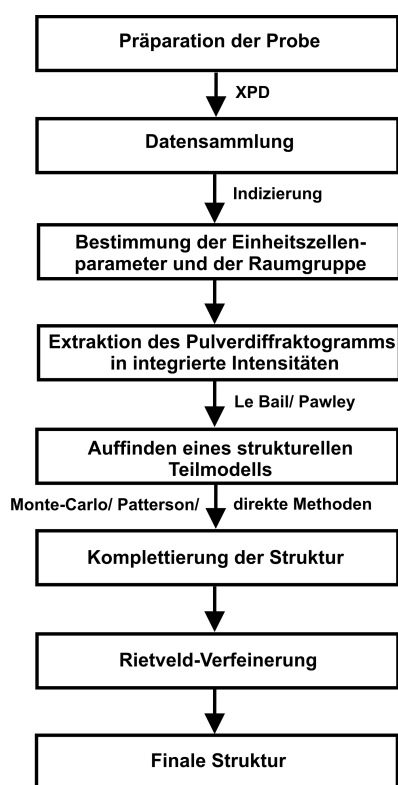 Präparation der Probe
XPD
Datensammlung
Indizierung
Bestimmung der Einheitszellen-
parameter und der Raumgruppe
Extraktion des Pulverdiffraktogramms
in integrierte Intensitäten
Le Bail/ Pawley
Auffinden eines strukturellen
Teilmodells
Monte-Carlo/ Patterson/ direkte Methoden
Komplettierung der Struktur
Rietveld-Verfeinerung
Finale Struktur